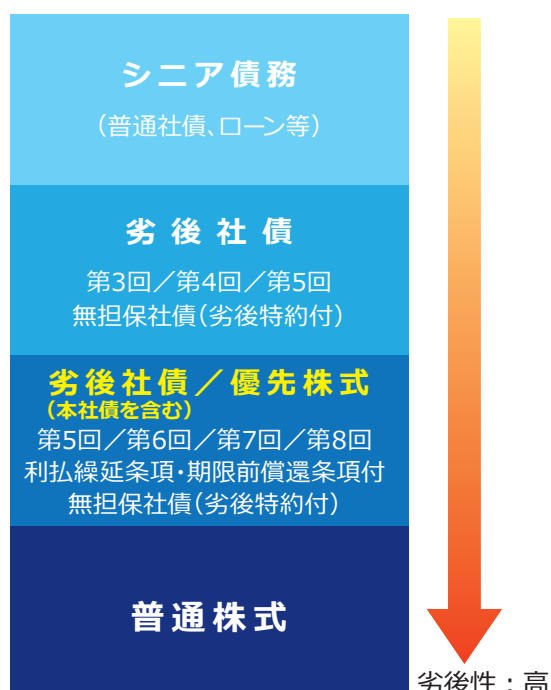 シニア債務
（普通社債、ローン等）
劣後社債
第3回／第4回／第5回
無担保社債（劣後特約付）
劣後社債／優先株式
（本社債を含む）
第5回／第6回／第7回／第8回
利払繰延条項・期限前償還条項付
無担保社債（劣後特約付）
普通株式
劣後性：高